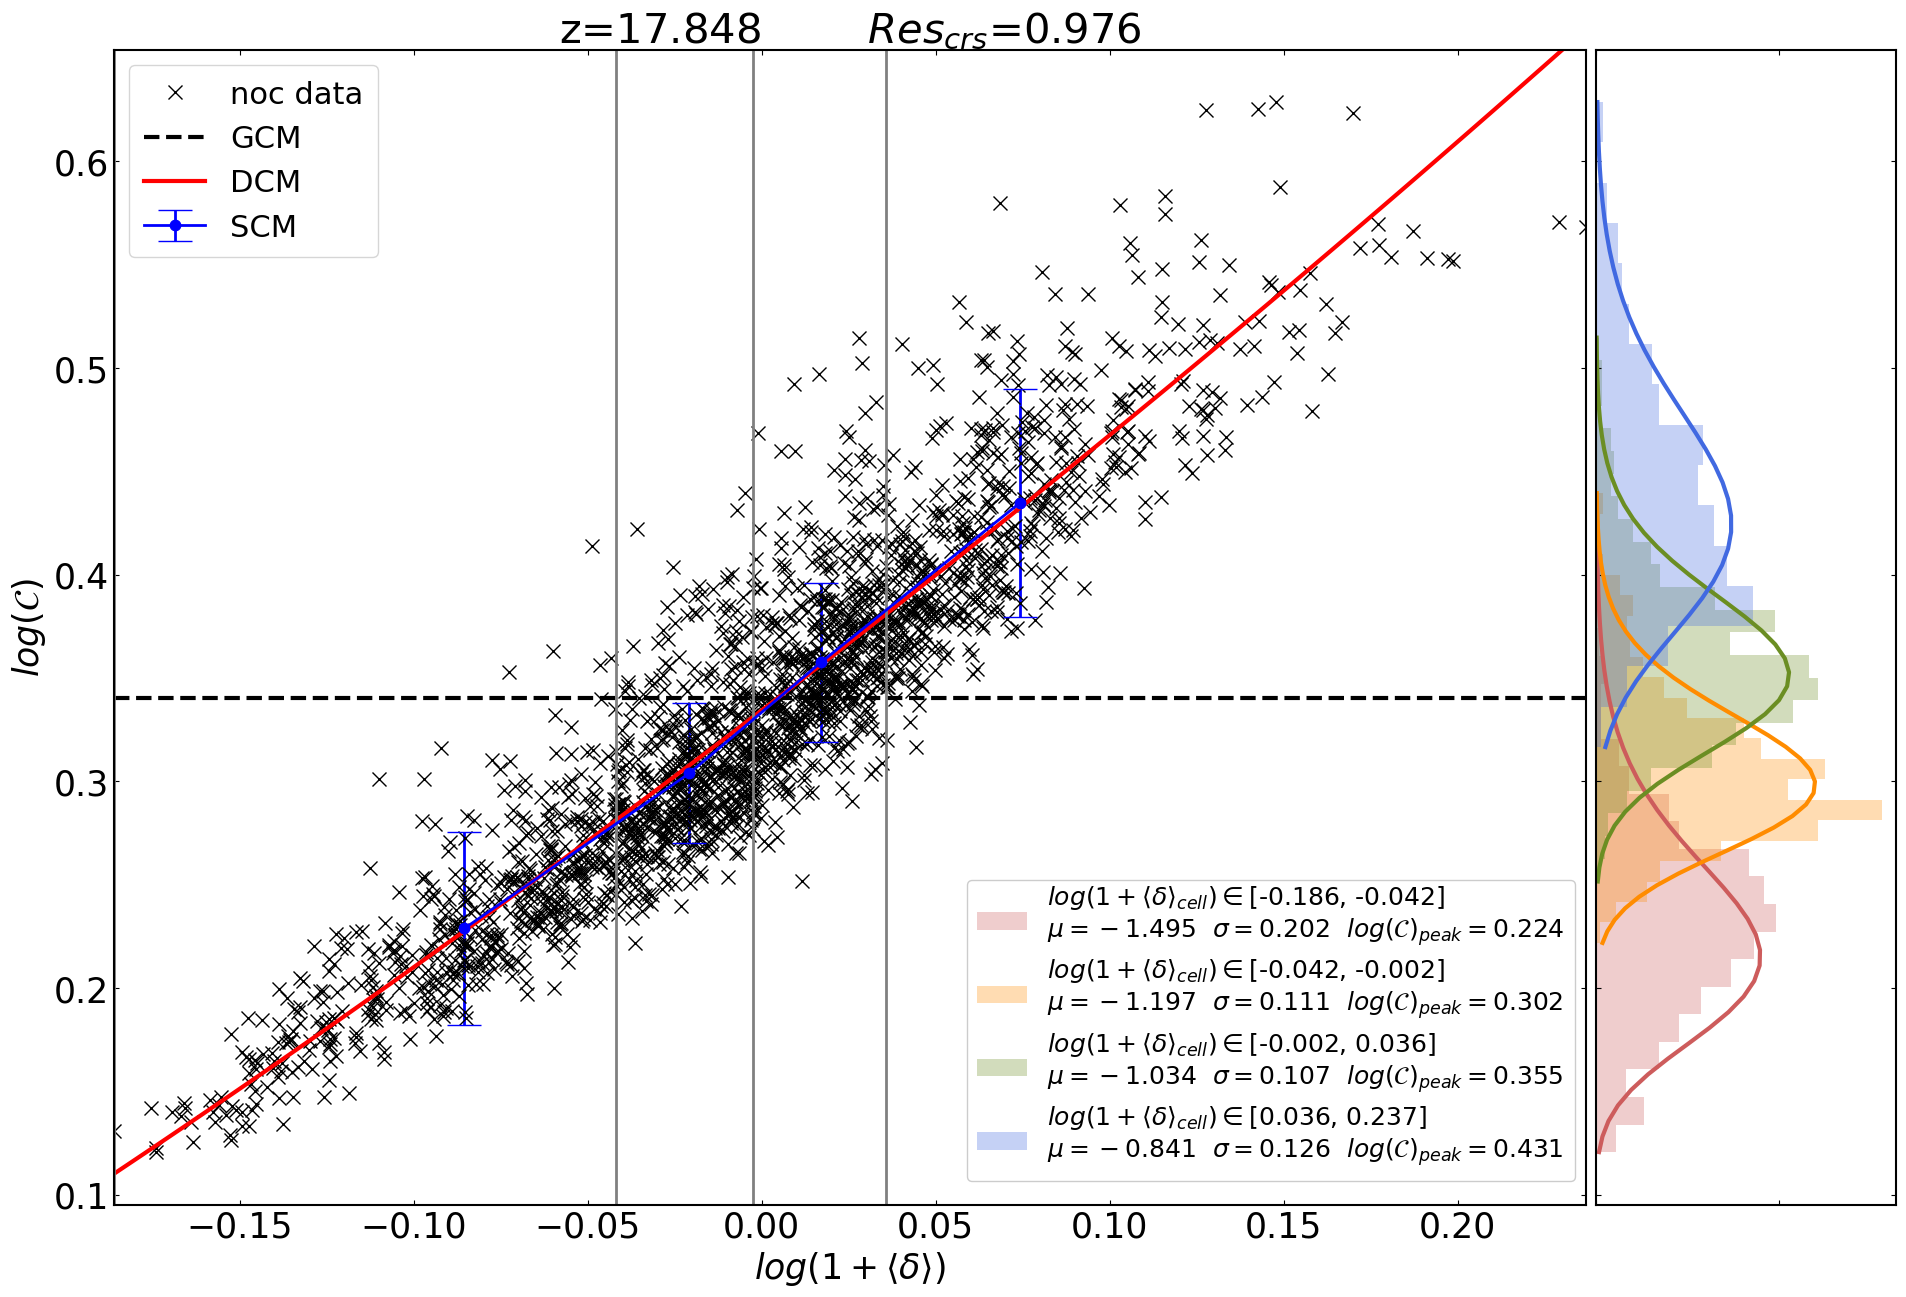 z=17.848 Res_crs=0.976
noc data
GCM
DCM
SCM
log(𝒞)
0.6
0.5
0.4
0.3
0.2
0.1
log(1 + ⟨δ⟩_cell) ∈ [-0.186, -0.042]
μ = −1.495 σ = 0.202 log(𝒞)_peak = 0.224
log(1 + ⟨δ⟩_cell) ∈ [-0.042, -0.002]
μ = −1.197 σ = 0.111 log(𝒞)_peak = 0.302
log(1 + ⟨δ⟩_cell) ∈ [-0.002, 0.036]
μ = −1.034 σ = 0.107 log(𝒞)_peak = 0.355
log(1 + ⟨δ⟩_cell) ∈ [0.036, 0.237]
μ = −0.841 σ = 0.126 log(𝒞)_peak = 0.431
−0.15 −0.10 −0.05 0.00 0.05 0.10 0.15 0.20
log(1 + ⟨δ⟩)